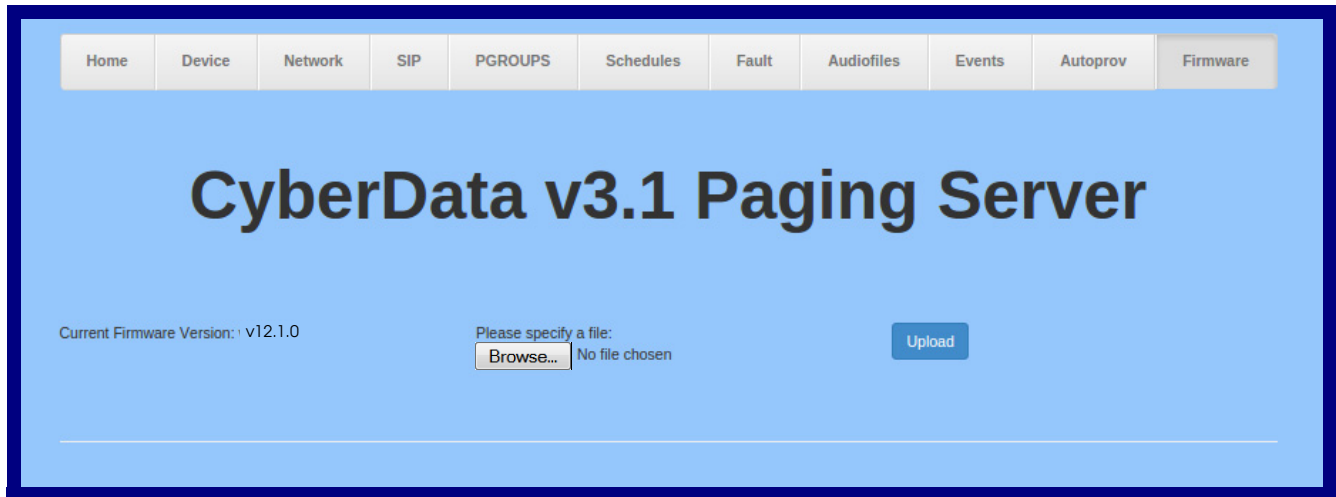 Home Device Network SIP PGROUPS Schedules Fault Audiofiles Events Autoprov Firmware
CyberData v3.1 Paging Server
Current Firmware Version: v12.1.0
Please specify a file:
Browse... No file chosen
Upload